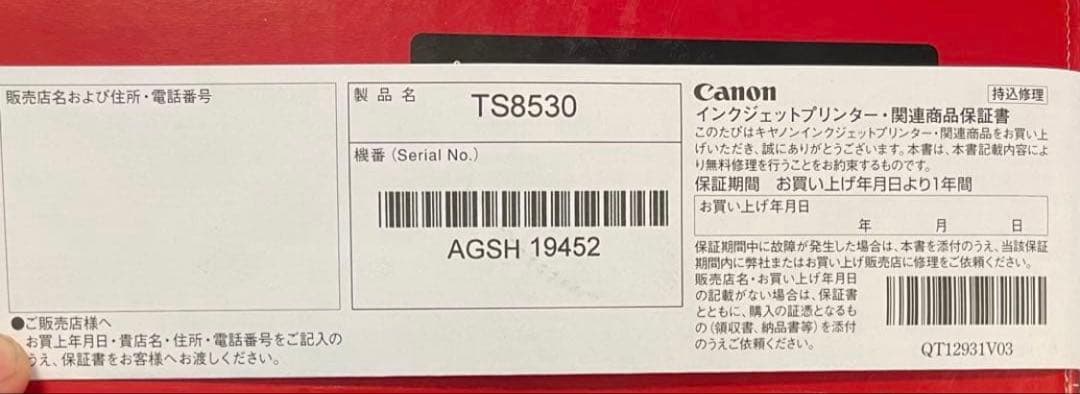 販売店名および住所・電話番号
●ご販売店様へ
お買上年月日・貴店名・住所・電話番号をご記入の
うえ、保証書をお客様へお渡しください。
製品名
TS8530
機番 (Serial No.)
AGSH 19452
Canon
持込修理
インクジェットプリンター・関連商品保証書
このたびはキヤノンインクジェットプリンター・関連商品をお買い上
げいただき、誠にありがとうございます。本書は、本書記載内容によ
り無料修理を行うことをお約束するものです。
保証期間 お買い上げ年月日より1年間
お買い上げ年月日
年 月 日
保証期間中に故障が発生した場合は、本書を添付のうえ、当該保証
期間内に弊社またはお買い上げ販売店に修理をご依頼ください。
販売店名・お買い上げ年月日
の記載がない場合は、保証書
とともに、購入の証憑となるも
の(領収書、納品書等)を添付
のうえご依頼ください。
QT12931V03